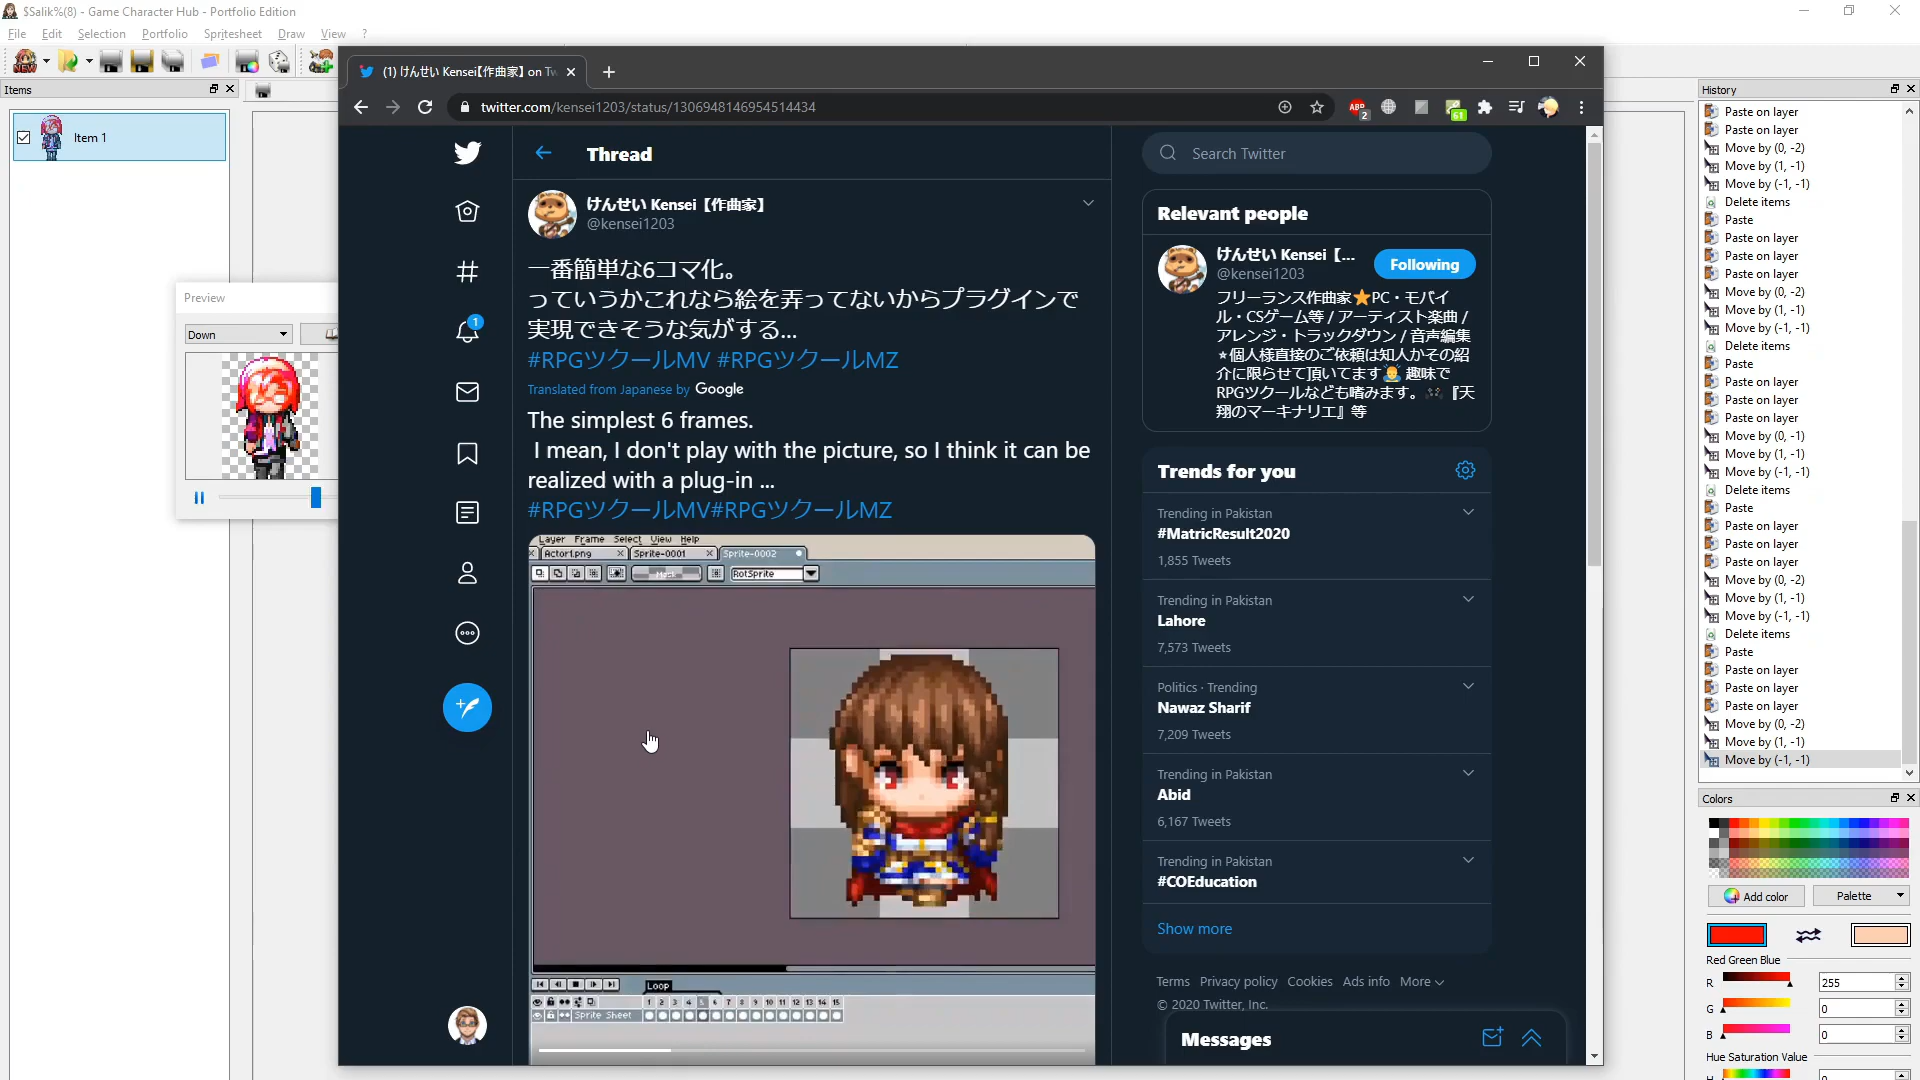 $Salik%(8) - Game Character Hub - Portfolio Edition
File Edit Selection Portfolio Spritesheet Draw View ?
NEW
Items
Item 1
Preview
Down
(1) けんせい Kensei【作曲家】 on Tw
twitter.com/kensei1203/status/1306948146954514434
ABP 2
61
Thread
けんせい Kensei【作曲家】
@kensei1203
一番簡単な6コマ化。
っていうかこれなら絵を弄ってないからプラグインで
実現できそうな気がする...
#RPGツクールMV #RPGツクールMZ
Translated from Japanese by Google
The simplest 6 frames.
I mean, I don't play with the picture, so I think it can be
realized with a plug-in ...
#RPGツクールMV#RPGツクールMZ
1
Layer Frame Select View Help
Actor1.png Sprite-0001 Sprite-0002
RotSprite
Loop
1 2 3 4 5 6 7 8 9 10 11 12 13 14 15
Sprite Sheet
Search Twitter
Relevant people
けんせい Kensei【...
@kensei1203
Following
フリーランス作曲家⭐PC・モバイ
ル・CSゲーム等 / アーティスト楽曲 /
アレンジ・トラックダウン / 音声編集
★個人様直接のご依頼は知人かその紹
介に限らせて頂いてます🙇 趣味で
RPGツクールなども嗜みます。🎮『天
翔のマーキナリエ』等
Trends for you
Trending in Pakistan
#MatricResult2020
1,855 Tweets
Trending in Pakistan
Lahore
7,573 Tweets
Politics · Trending
Nawaz Sharif
7,209 Tweets
Trending in Pakistan
Abid
6,167 Tweets
Trending in Pakistan
#COEducation
Show more
Terms Privacy policy Cookies Ads info More
© 2020 Twitter, Inc.
Messages
History
Paste on layer
Paste on layer
Move by (0, -2)
Move by (1, -1)
Move by (-1, -1)
Delete items
Paste
Paste on layer
Paste on layer
Paste on layer
Move by (0, -2)
Move by (1, -1)
Move by (-1, -1)
Delete items
Paste
Paste on layer
Paste on layer
Paste on layer
Move by (0, -1)
Move by (1, -1)
Move by (-1, -1)
Delete items
Paste
Paste on layer
Paste on layer
Paste on layer
Move by (0, -2)
Move by (1, -1)
Move by (-1, -1)
Delete items
Paste
Paste on layer
Paste on layer
Paste on layer
Move by (0, -2)
Move by (1, -1)
Move by (-1, -1)
Colors
Add color Palette
Red Green Blue
R 255
G 0
B 0
Hue Saturation Value